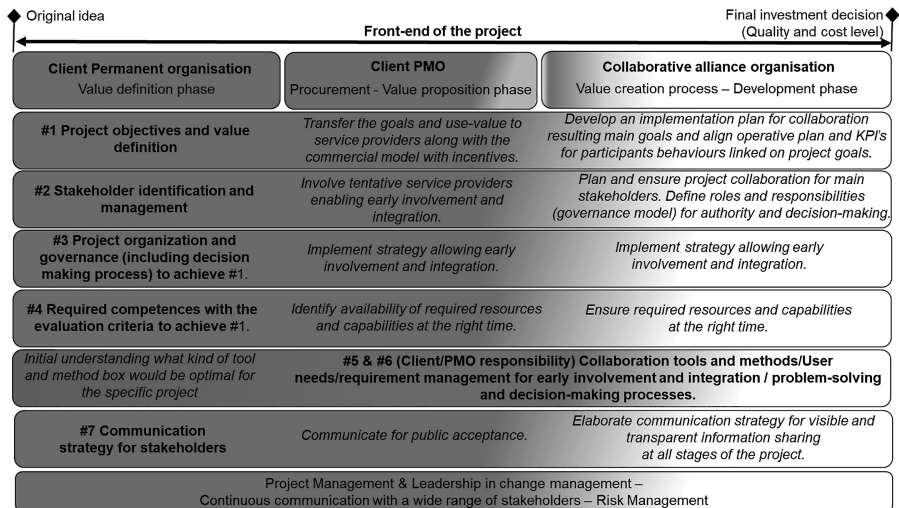 Original idea
Final investment decision
(Quality and cost level)
Front-end of the project
Client Permanent organisation
Value definition phase
Client PMO
Procurement - Value proposition phase
Collaborative alliance organisation
Value creation process – Development phase
#1 Project objectives and value
definition
Transfer the goals and use-value to
service providers along with the
commercial model with incentives.
Develop an implementation plan for collaboration
resulting main goals and align operative plan and KPI's
for participants behaviours linked on project goals.
#2 Stakeholder identification and
management
Involve tentative service providers
enabling early involvement and
integration.
Plan and ensure project collaboration for main
stakeholders. Define roles and responsibilities
(governance model) for authority and decision-making.
#3 Project organization and
governance (including decision
making process) to achieve #1.
Implement strategy allowing early
involvement and integration.
Implement strategy allowing early
involvement and integration.
#4 Required competences with the
evaluation criteria to achieve #1.
Identify availability of required resources
and capabilities at the right time.
Ensure required resources and capabilities
at the right time.
Initial understanding what kind of tool
and method box would be optimal for
the specific project
#5 & #6 (Client/PMO responsibility) Collaboration tools and methods/User
needs/requirement management for early involvement and integration / problem-solving
and decision-making processes.
#7 Communication
strategy for stakeholders
Communicate for public acceptance.
Elaborate communication strategy for visible and
transparent information sharing
at all stages of the project.
Project Management & Leadership in change management –
Continuous communication with a wide range of stakeholders – Risk Management